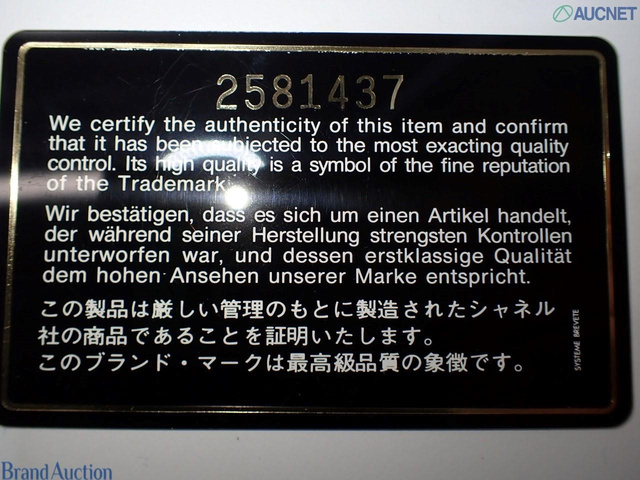 AUCNET
2581437
We certify the authenticity of this item and confirm
that it has been subjected to the most exacting quality
control. Its high quality is a symbol of the fine reputation
of the Trademark.
Wir bestätigen, dass es sich um einen Artikel handelt,
der während seiner Herstellung strengsten Kontrollen
unterworfen war, und dessen erstklassige Qualität
dem hohen Ansehen unserer Marke entspricht.
この製品は厳しい管理のもとに製造されたシャネル
社の商品であることを証明いたします。
このブランド・マークは最高級品質の象徴です。
SYSTEME BREVETE
Brand Auction